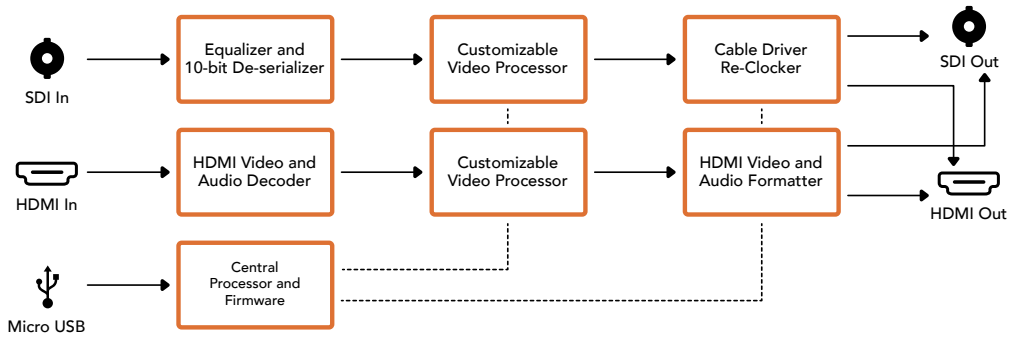 SDI In
Equalizer and
10-bit De-serializer
Customizable
Video Processor
Cable Driver
Re-Clocker
SDI Out
HDMI In
HDMI Video and
Audio Decoder
Customizable
Video Processor
HDMI Video and
Audio Formatter
HDMI Out
Micro USB
Central
Processor and
Firmware